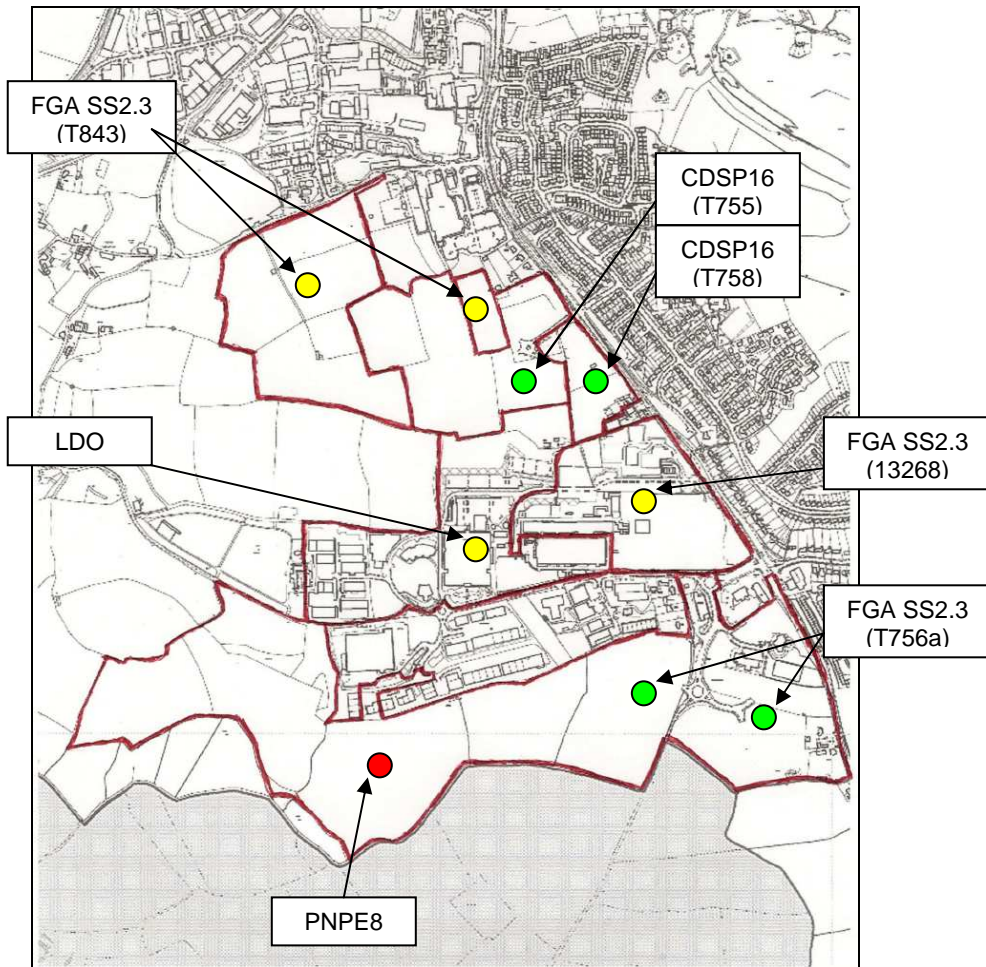 FGA SS2.3
(T843)
CDSP16
(T755)
CDSP16
(T758)
LDO
FGA SS2.3
(13268)
FGA SS2.3
(T756a)
PNPE8